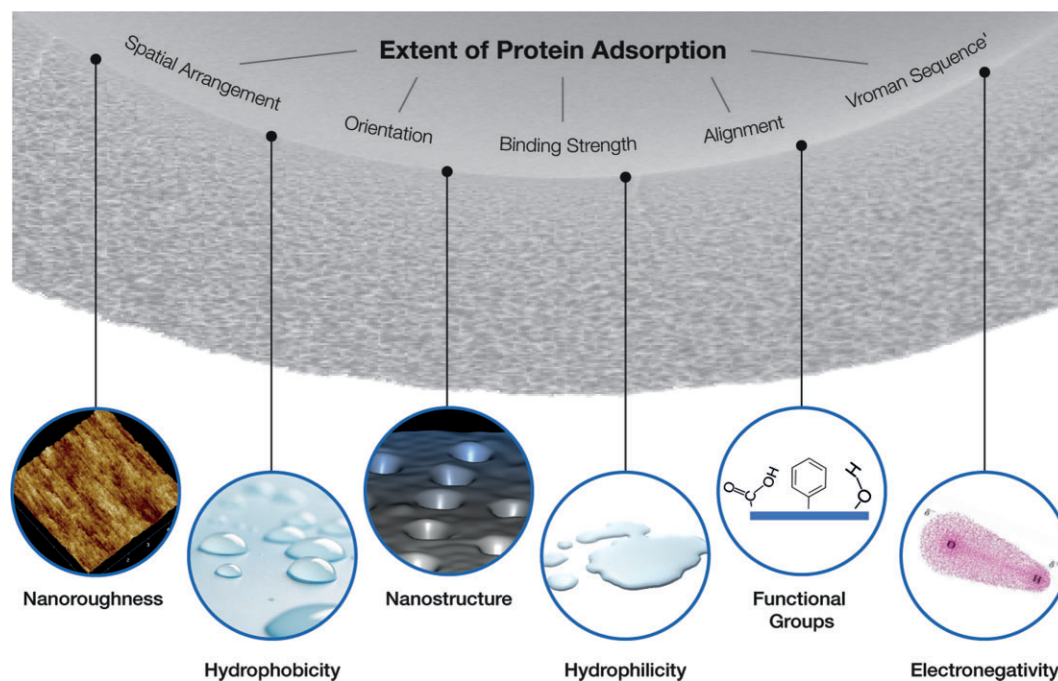 Extent of Protein Adsorption
Spatial Arrangement
Orientation
Binding Strength
Alignment
Vroman Sequence'
O
C
OH
H
O
δ⁻
O
H
Nanoroughness
Nanostructure
Functional
Groups
Hydrophobicity
Hydrophilicity
Electronegativity